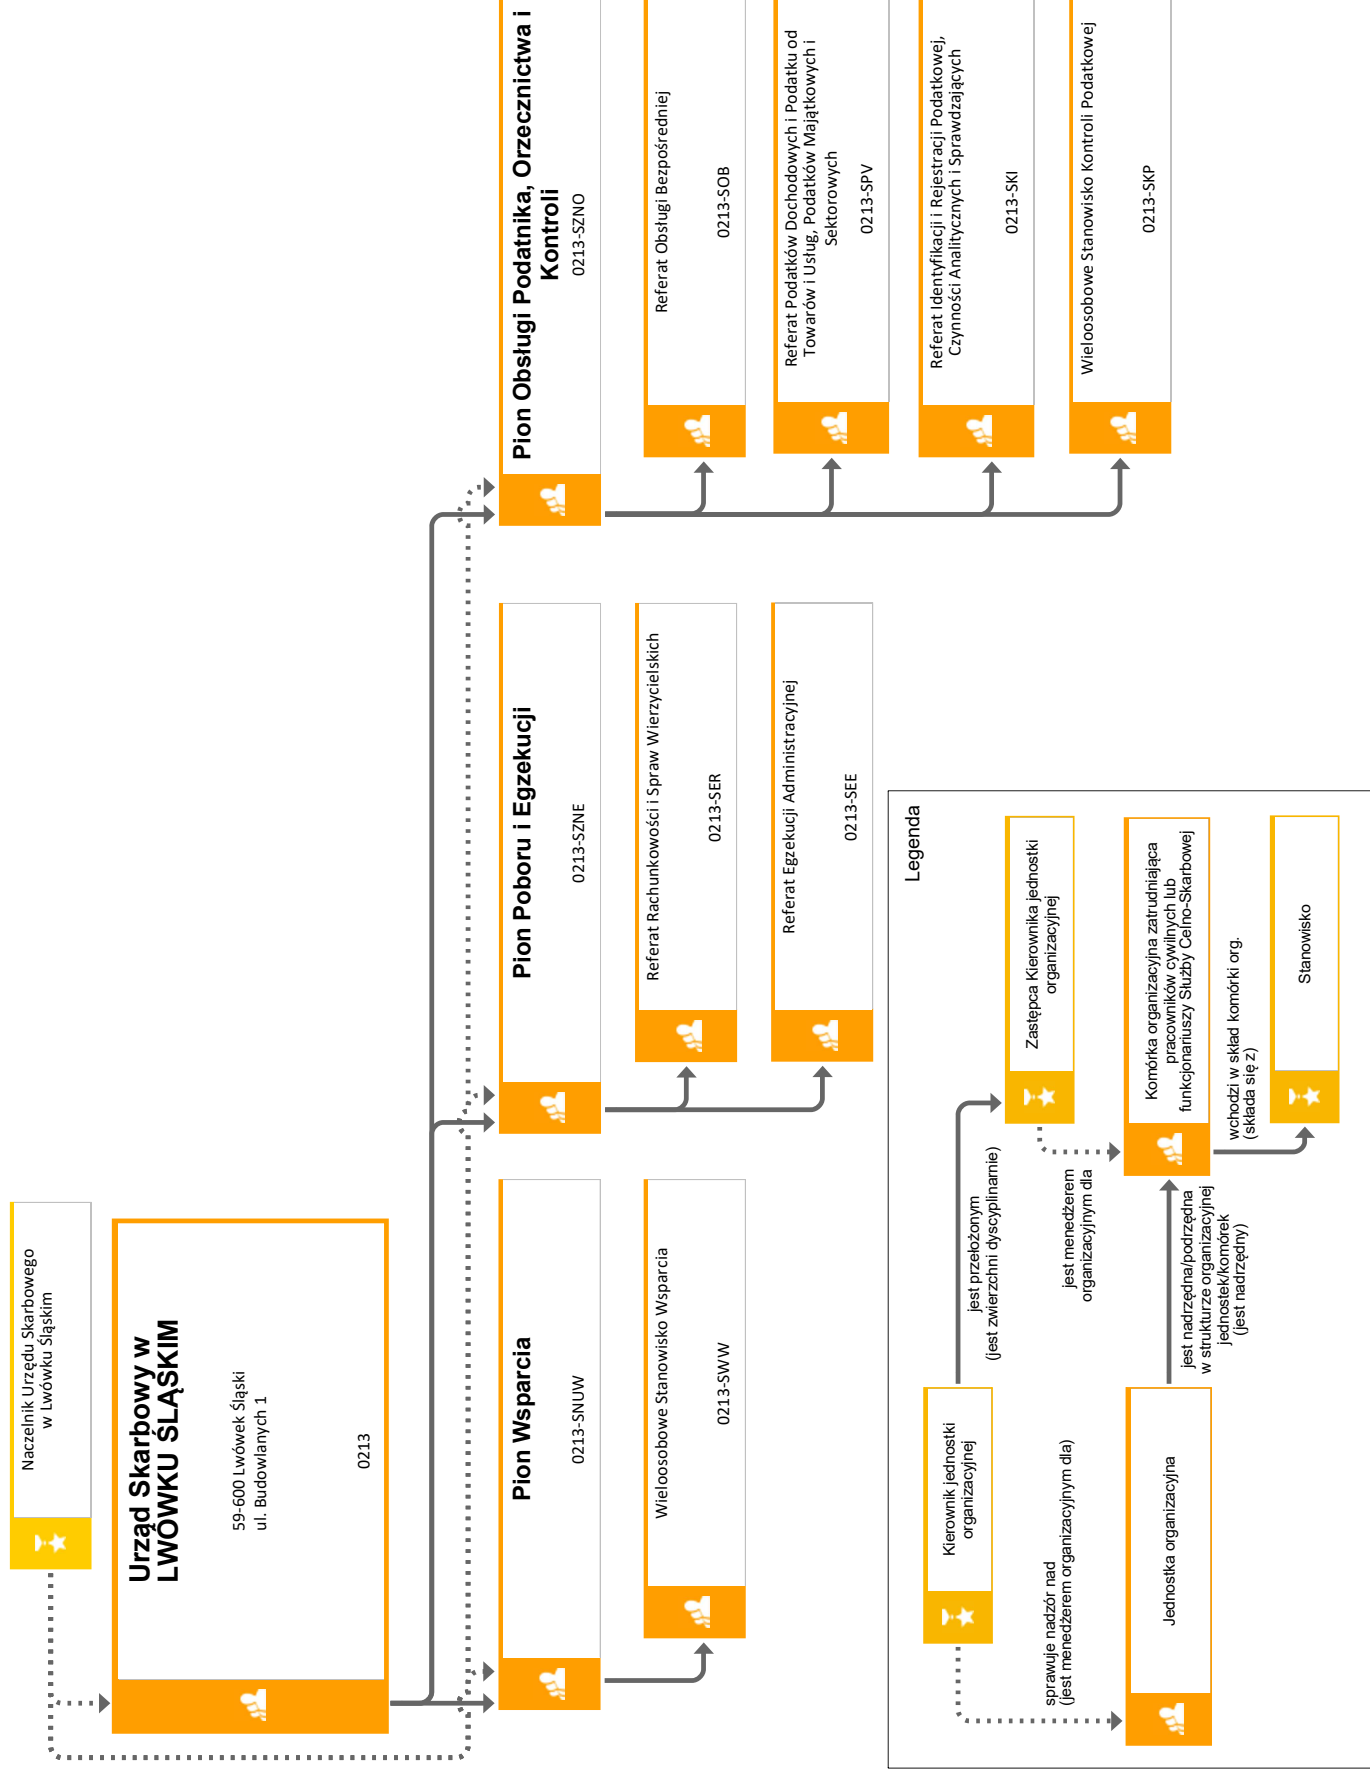 Naczelnik Urzędu Skarbowego
w Lwówku Śląskim
Urząd Skarbowy w
LWÓWKU ŚLĄSKIM
59-600 Lwówek Śląski
ul. Budowlanych 1
0213
Pion Wsparcia
0213-SNUW
Wieloosobowe Stanowisko Wsparcia
0213-SWW
Pion Poboru i Egzekucji
0213-SZNE
Referat Rachunkowości i Spraw Wierzycielskich
0213-SER
Referat Egzekucji Administracyjnej
0213-SEE
Pion Obsługi Podatnika, Orzecznictwa i
Kontroli
0213-SZNO
Referat Obsługi Bezpośredniej
0213-SOB
Referat Podatków Dochodowych i Podatku od
Towarów i Usług, Podatków Majątkowych i
Sektorowych
0213-SPV
Referat Identyfikacji i Rejestracji Podatkowej,
Czynności Analitycznych i Sprawdzających
0213-SKI
Wieloosobowe Stanowisko Kontroli Podatkowej
0213-SKP
Legenda
Kierownik jednostki
organizacyjnej
jest przełożonym
(jest zwierzchni dyscyplinarnie)
Zastępca Kierownika jednostki
organizacyjnej
sprawuje nadzór nad
(jest menedżerem organizacyjnym dla)
jest menedżerem
organizacyjnym dla
Jednostka organizacyjna
jest nadrzędna/podrzędna
w strukturze organizacyjnej
jednostek/komórek
(jest nadrzędny)
Komórka organizacyjna zatrudniająca
pracowników cywilnych lub
funkcjonariuszy Służby Celno-Skarbowej
wchodzi w skład komórki org.
(składa się z)
Stanowisko